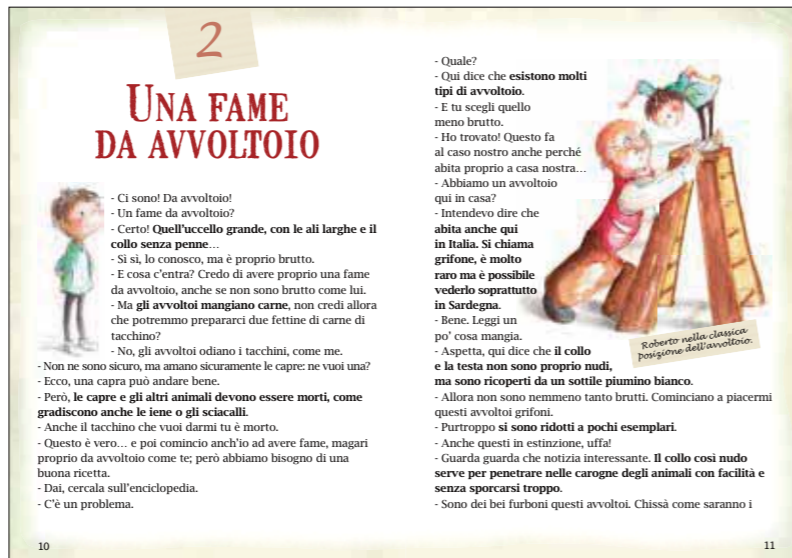 2
UNA FAME
DA AVVOLTOIO
- Ci sono! Da avvoltoio!
- Un fame da avvoltoio?
- Certo! Quell'uccello grande, con le ali larghe e il
collo senza penne…
- Sì sì, lo conosco, ma è proprio brutto.
- E cosa c'entra? Credo di avere proprio una fame
da avvoltoio, anche se non sono brutto come lui.
- Ma gli avvoltoi mangiano carne, non credi allora
che potremmo prepararci due fettine di carne di
tacchino?
- No, gli avvoltoi odiano i tacchini, come me.
- Non ne sono sicuro, ma amano sicuramente le capre: ne vuoi una?
- Ecco, una capra può andare bene.
- Però, le capre e gli altri animali devono essere morti, come
gradiscono anche le iene o gli sciacalli.
- Anche il tacchino che vuoi darmi tu è morto.
- Questo è vero… e poi comincio anch'io ad avere fame, magari
proprio da avvoltoio come te; però abbiamo bisogno di una
buona ricetta.
- Dai, cercala sull'enciclopedia.
- C'è un problema.
10
- Quale?
- Qui dice che esistono molti
tipi di avvoltoio.
- E tu scegli quello
meno brutto.
- Ho trovato! Questo fa
al caso nostro anche perché
abita proprio a casa nostra…
- Abbiamo un avvoltoio
qui in casa?
- Intendevo dire che
abita anche qui
in Italia. Si chiama
grifone, è molto
raro ma è possibile
vederlo soprattutto
in Sardegna.
- Bene. Leggi un
po' cosa mangia.
- Aspetta, qui dice che il collo
e la testa non sono proprio nudi,
ma sono ricoperti da un sottile piumino bianco.
- Allora non sono nemmeno tanto brutti. Cominciano a piacermi
questi avvoltoi grifoni.
- Purtroppo si sono ridotti a pochi esemplari.
- Anche questi in estinzione, uffa!
- Guarda guarda che notizia interessante. Il collo così nudo
serve per penetrare nelle carogne degli animali con facilità e
senza sporcarsi troppo.
- Sono dei bei furboni questi avvoltoi. Chissà come saranno i
Roberto nella classica
posizione dell'avvoltoio.
11